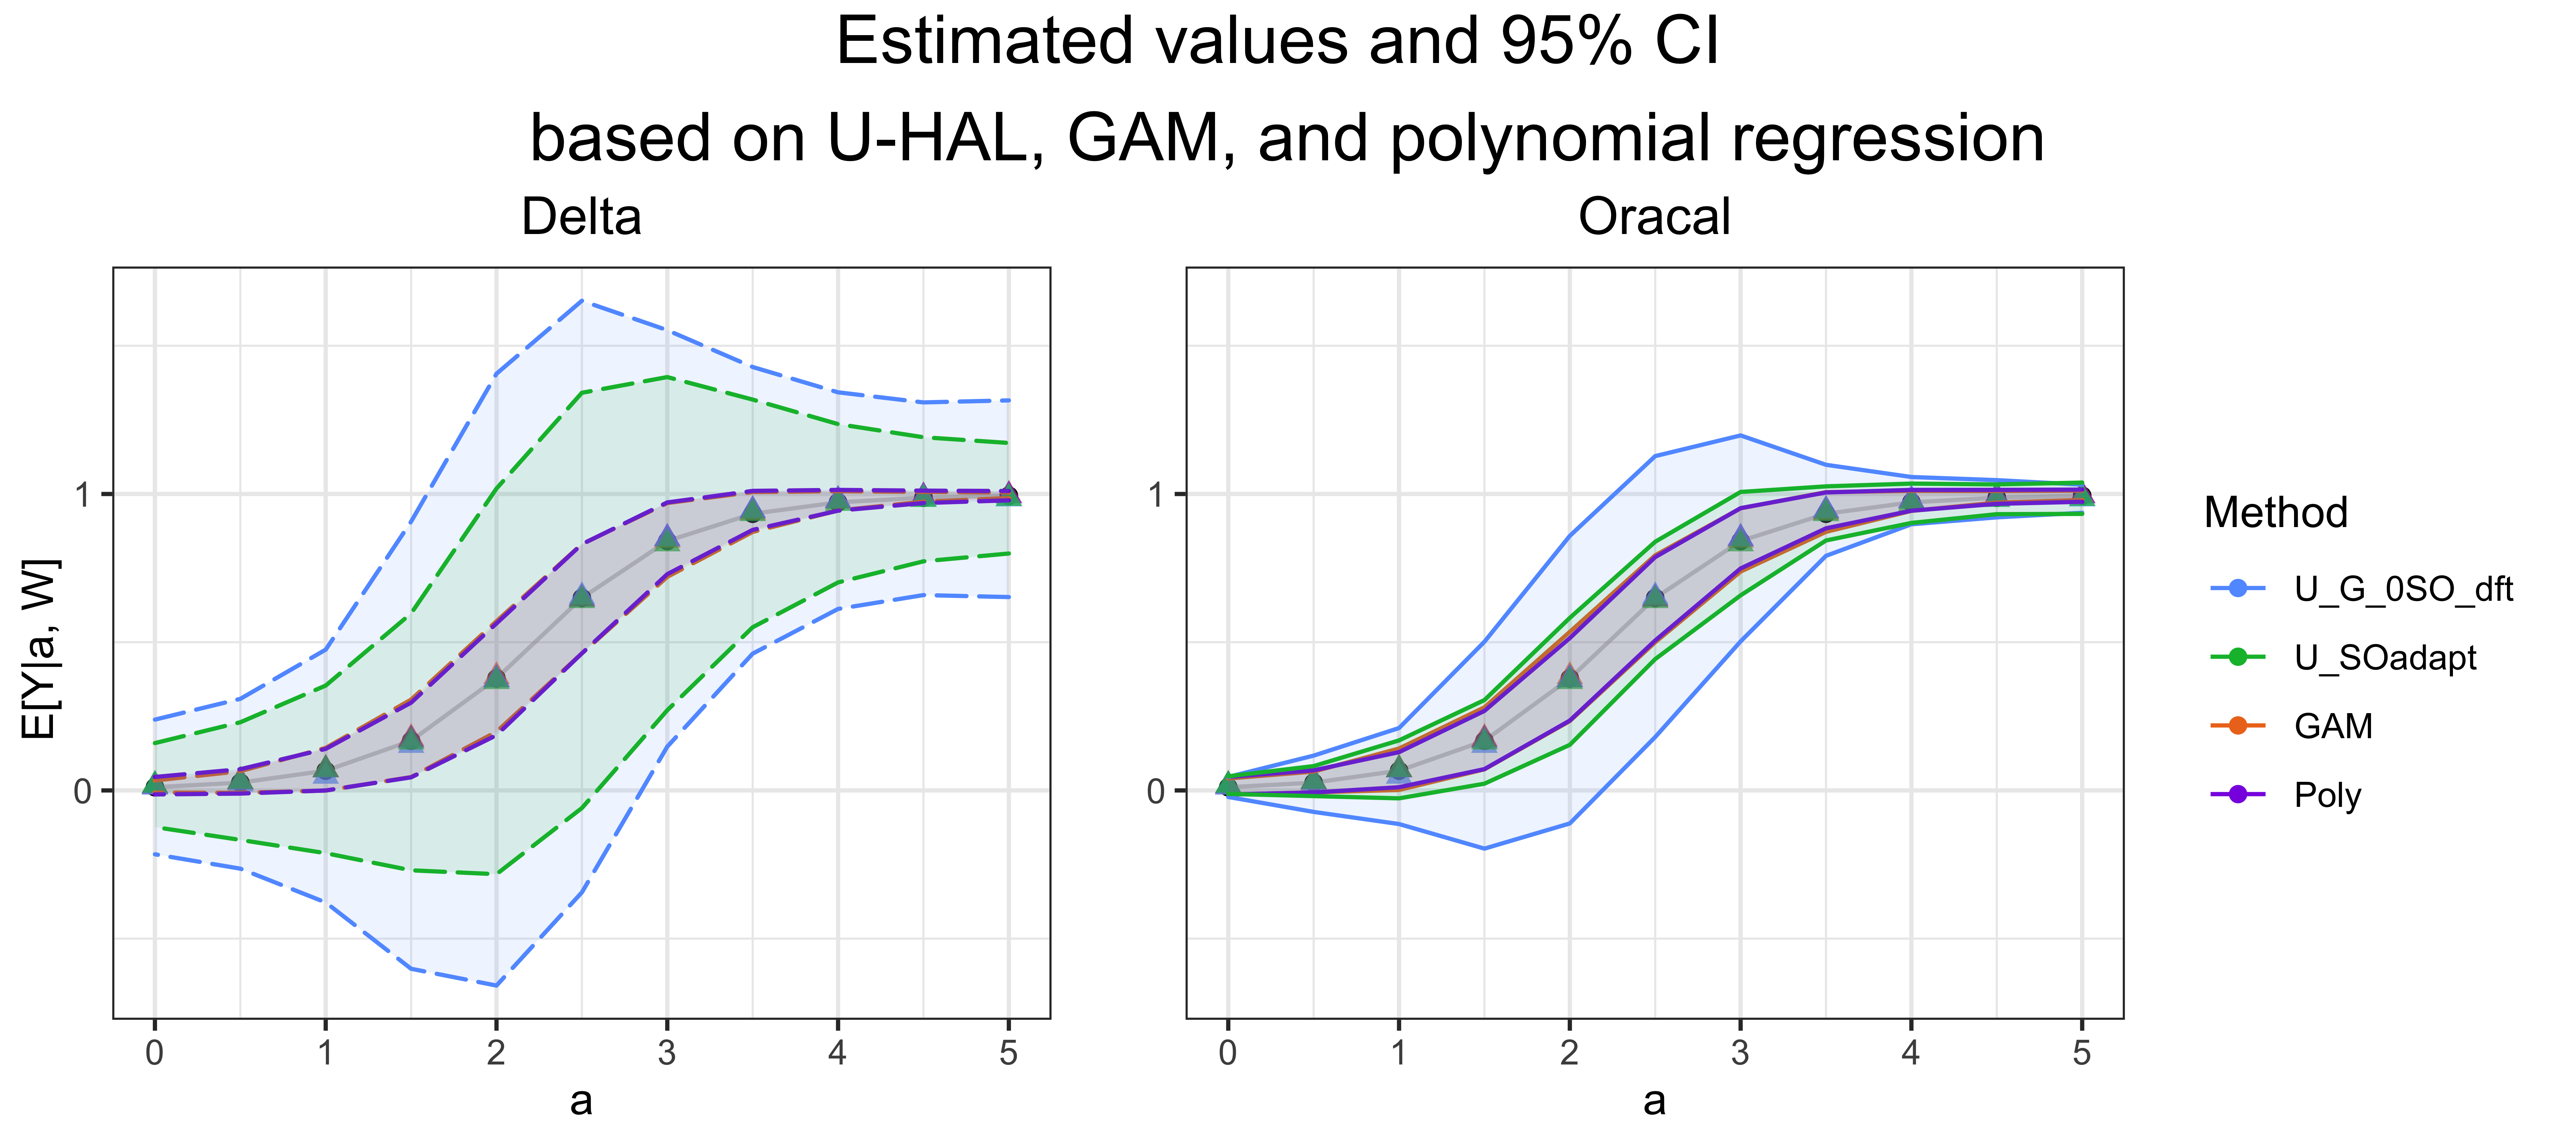 Estimated values and 95% CI
based on U-HAL, GAM, and polynomial regression
Delta
Oracal
E[Y|a, W]
1
0
0 1 2 3 4 5
a
1
0
0 1 2 3 4 5
a
Method
U_G_0SO_dft
U_SOadapt
GAM
Poly